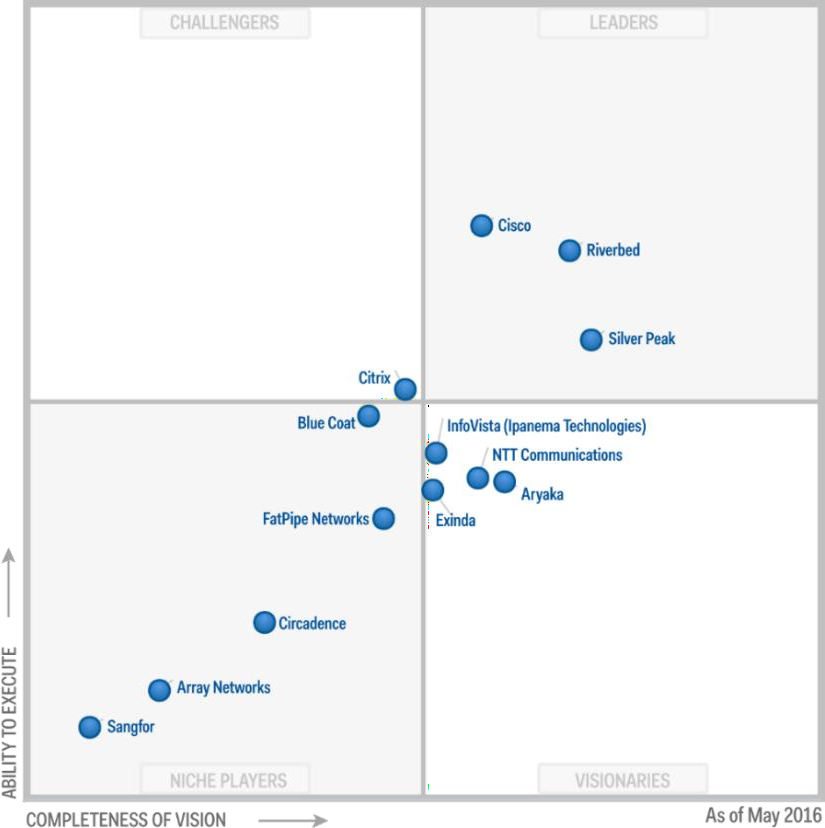 CHALLENGERS
LEADERS
Cisco
Riverbed
Silver Peak
Citrix
Blue Coat
InfoVista (Ipanema Technologies)
NTT Communications
Aryaka
Exinda
FatPipe Networks
Circadence
Array Networks
Sangfor
NICHE PLAYERS
VISIONARIES
ABILITY TO EXECUTE
COMPLETENESS OF VISION
As of May 2016